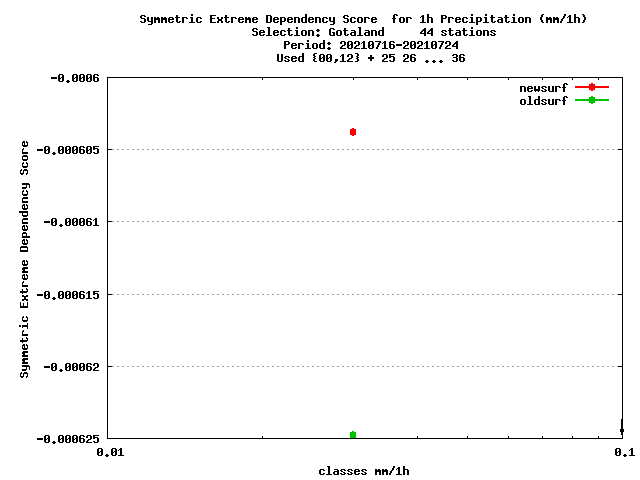 Symmetric Extreme Dependency Score  for 1h Precipitation (mm/1h)
Selection: Gotaland     44 stations
Period: 20210716-20210724
Used {00,12} + 25 26 ... 36
newsurf
oldsurf
Symmetric Extreme Dependency Score
-0.0006
-0.000605
-0.00061
-0.000615
-0.00062
-0.000625
0.01
0.1
classes mm/1h